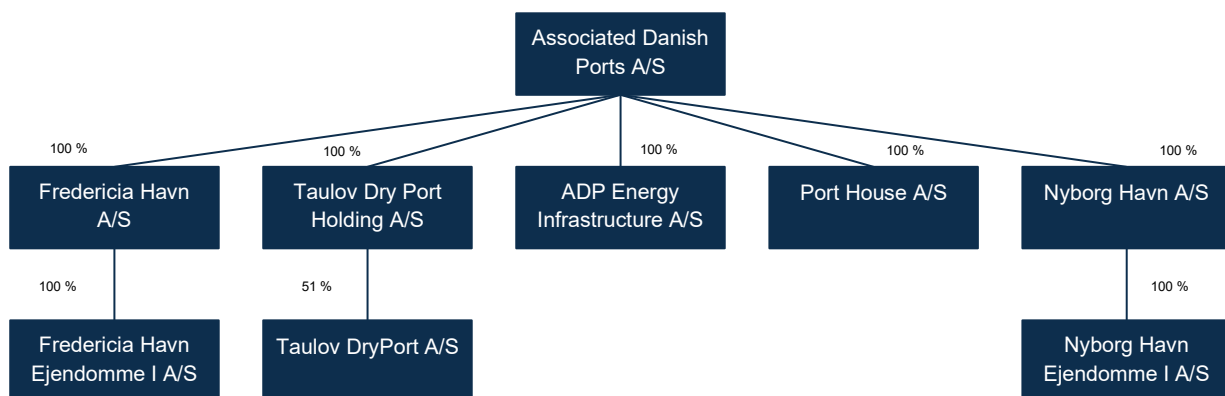 Associated Danish
Ports A/S
100 %
100 %
100 %
100 %
100 %
Fredericia Havn
A/S
Taulov Dry Port
Holding A/S
ADP Energy
Infrastructure A/S
Port House A/S
Nyborg Havn A/S
100 %
51 %
100 %
Fredericia Havn
Ejendomme I A/S
Taulov DryPort A/S
Nyborg Havn
Ejendomme I A/S